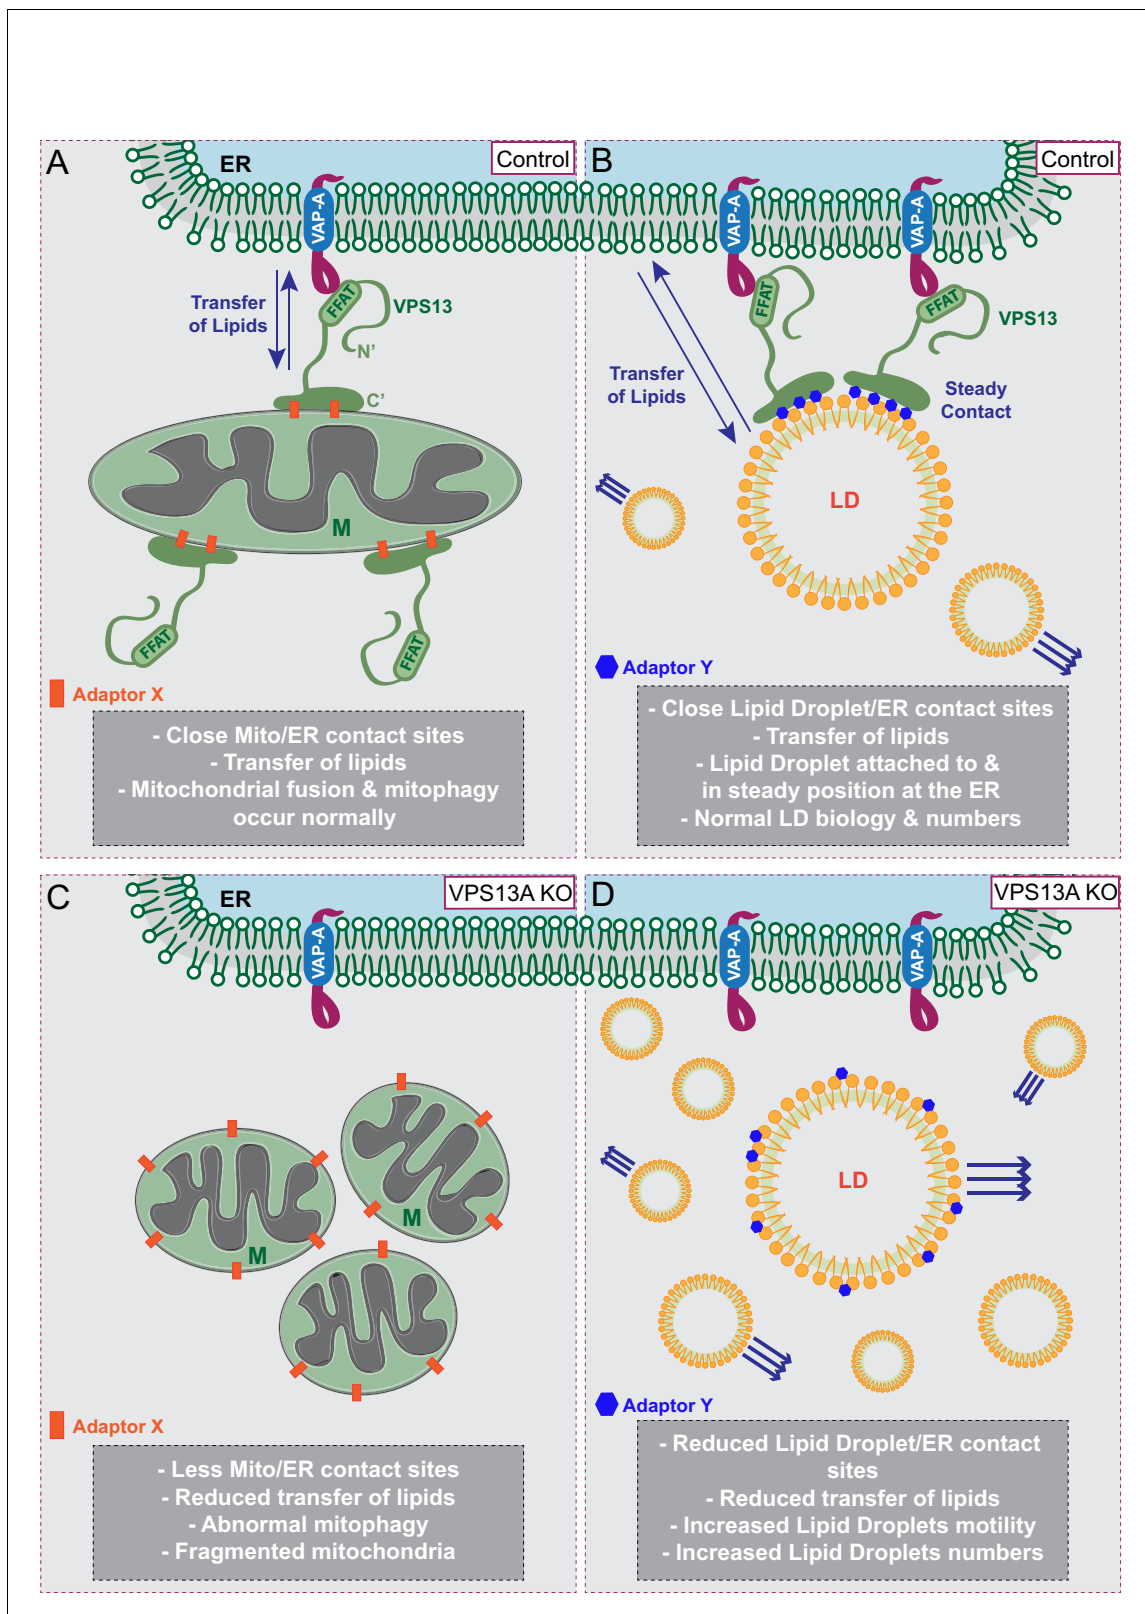 A
ER
Control
VAP-A
Transfer
of Lipids
FFAT
VPS13
N'
C'
M
FFAT
FFAT
Adaptor X
- Close Mito/ER contact sites
- Transfer of lipids
- Mitochondrial fusion & mitophagy
occur normally
B
Control
VAP-A
VAP-A
FFAT
FFAT
VPS13
Transfer
of Lipids
Steady
Contact
LD
Adaptor Y
- Close Lipid Droplet/ER contact sites
- Transfer of lipids
- Lipid Droplet attached to &
in steady position at the ER
- Normal LD biology & numbers
C
ER
VPS13A KO
VAP-A
M
M
Adaptor X
- Less Mito/ER contact sites
- Reduced transfer of lipids
- Abnormal mitophagy
- Fragmented mitochondria
D
VPS13A KO
VAP-A
VAP-A
LD
Adaptor Y
- Reduced Lipid Droplet/ER contact
sites
- Reduced transfer of lipids
- Increased Lipid Droplets motility
- Increased Lipid Droplets numbers